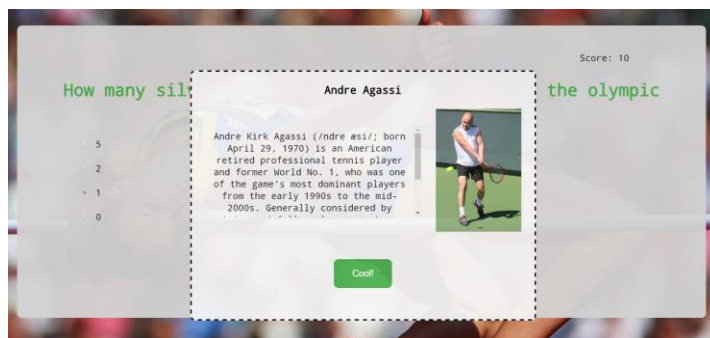 Score: 10
How many sil
the olympic
Andre Agassi
Andre Kirk Agassi (/ndre æsi/; born
April 29, 1970) is an American
retired professional tennis player
and former World No. 1, who was one
of the game's most dominant players
from the early 1990s to the mid-
2000s. Generally considered by
5
2
1
0
Cool!